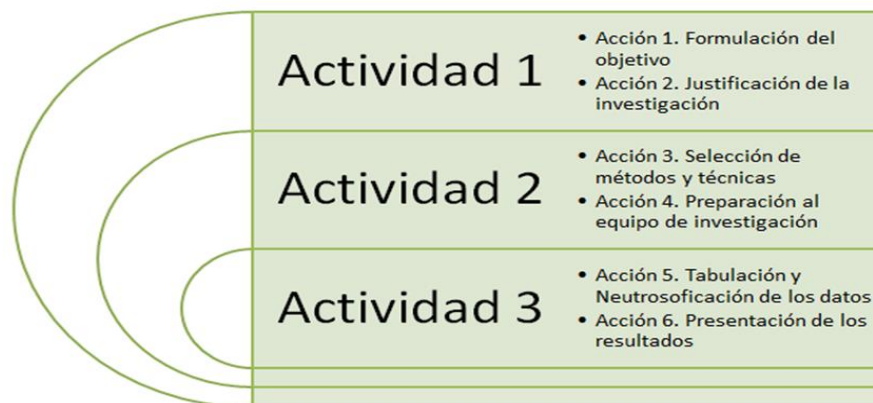 Actividad 1
• Acción 1. Formulación del
objetivo
• Acción 2. Justificación de la
investigación
Actividad 2
• Acción 3. Selección de
métodos y técnicas
• Acción 4. Preparación al
equipo de investigación
Actividad 3
• Acción 5. Tabulación y
Neutrosoficación de los datos
• Acción 6. Presentación de los
resultados